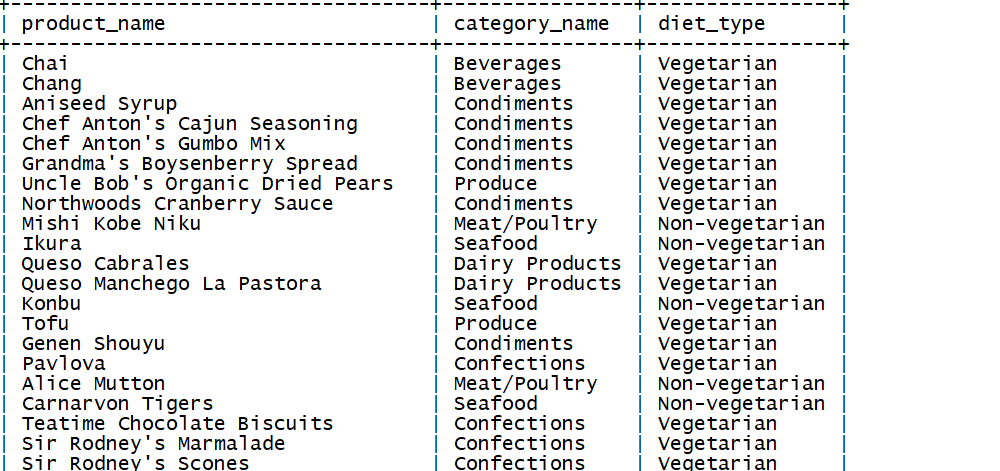 +------------------------------------+----------------+----------------+
| product_name                       | category_name  | diet_type      |
+------------------------------------+----------------+----------------+
| Chai                               | Beverages      | Vegetarian     |
| Chang                              | Beverages      | Vegetarian     |
| Aniseed Syrup                      | Condiments     | Vegetarian     |
| Chef Anton's Cajun Seasoning       | Condiments     | Vegetarian     |
| Chef Anton's Gumbo Mix             | Condiments     | Vegetarian     |
| Grandma's Boysenberry Spread       | Condiments     | Vegetarian     |
| Uncle Bob's Organic Dried Pears    | Produce        | Vegetarian     |
| Northwoods Cranberry Sauce         | Condiments     | Vegetarian     |
| Mishi Kobe Niku                    | Meat/Poultry   | Non-vegetarian |
| Ikura                              | Seafood        | Non-vegetarian |
| Queso Cabrales                     | Dairy Products | Vegetarian     |
| Queso Manchego La Pastora          | Dairy Products | Vegetarian     |
| Konbu                              | Seafood        | Non-vegetarian |
| Tofu                               | Produce        | Vegetarian     |
| Genen Shouyu                       | Condiments     | Vegetarian     |
| Pavlova                            | Confections    | Vegetarian     |
| Alice Mutton                       | Meat/Poultry   | Non-vegetarian |
| Carnarvon Tigers                   | Seafood        | Non-vegetarian |
| Teatime Chocolate Biscuits         | Confections    | Vegetarian     |
| Sir Rodney's Marmalade             | Confections    | Vegetarian     |
| Sir Rodney's Scones                | Confections    | Vegetarian     |